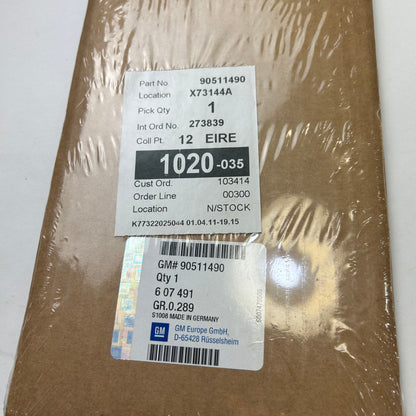 Part No. 90511490
Location X73144A
Pick Qty 1
Int Ord No. 273839
Coll Pt. 12 EIRE
1020-035
Cust Ord. 103414
Order Line 00300
Location N/STOCK
01.04.11-19.15
GM# 90511490
Qty 1
6 07 491
GR.0.289
S1008 MADE IN GERMANY
GM
GM Europe GmbH,
D-65428 Rüsselsheim